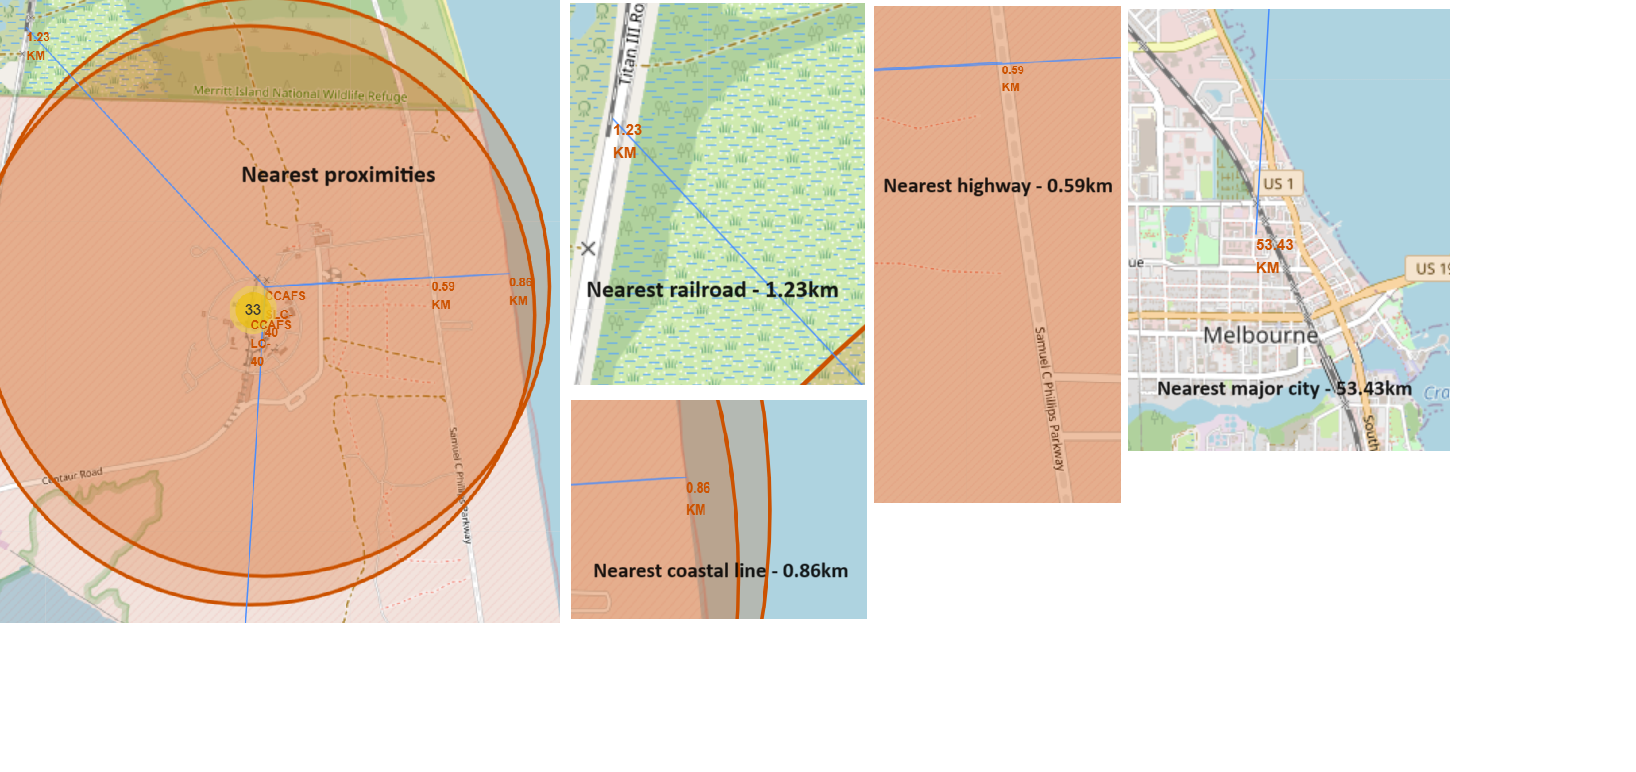 1.23
KM
Merritt Island National Wildlife Refuge
Nearest proximities
0.59
KM
0.86
KM
CCAFS
SLC-
33
CCAFS
40
LC-
40
Centaur Road
Samuel C Phillips Parkway
Titan III Ro
1.23
KM
Nearest railroad - 1.23km
0.86
KM
Nearest coastal line - 0.86km
0.59
KM
Nearest highway - 0.59km
Samuel C Phillips Parkway
US 1
53.43
KM
ue
US 19
Melbourne
Nearest major city - 53.43km
Cra
South